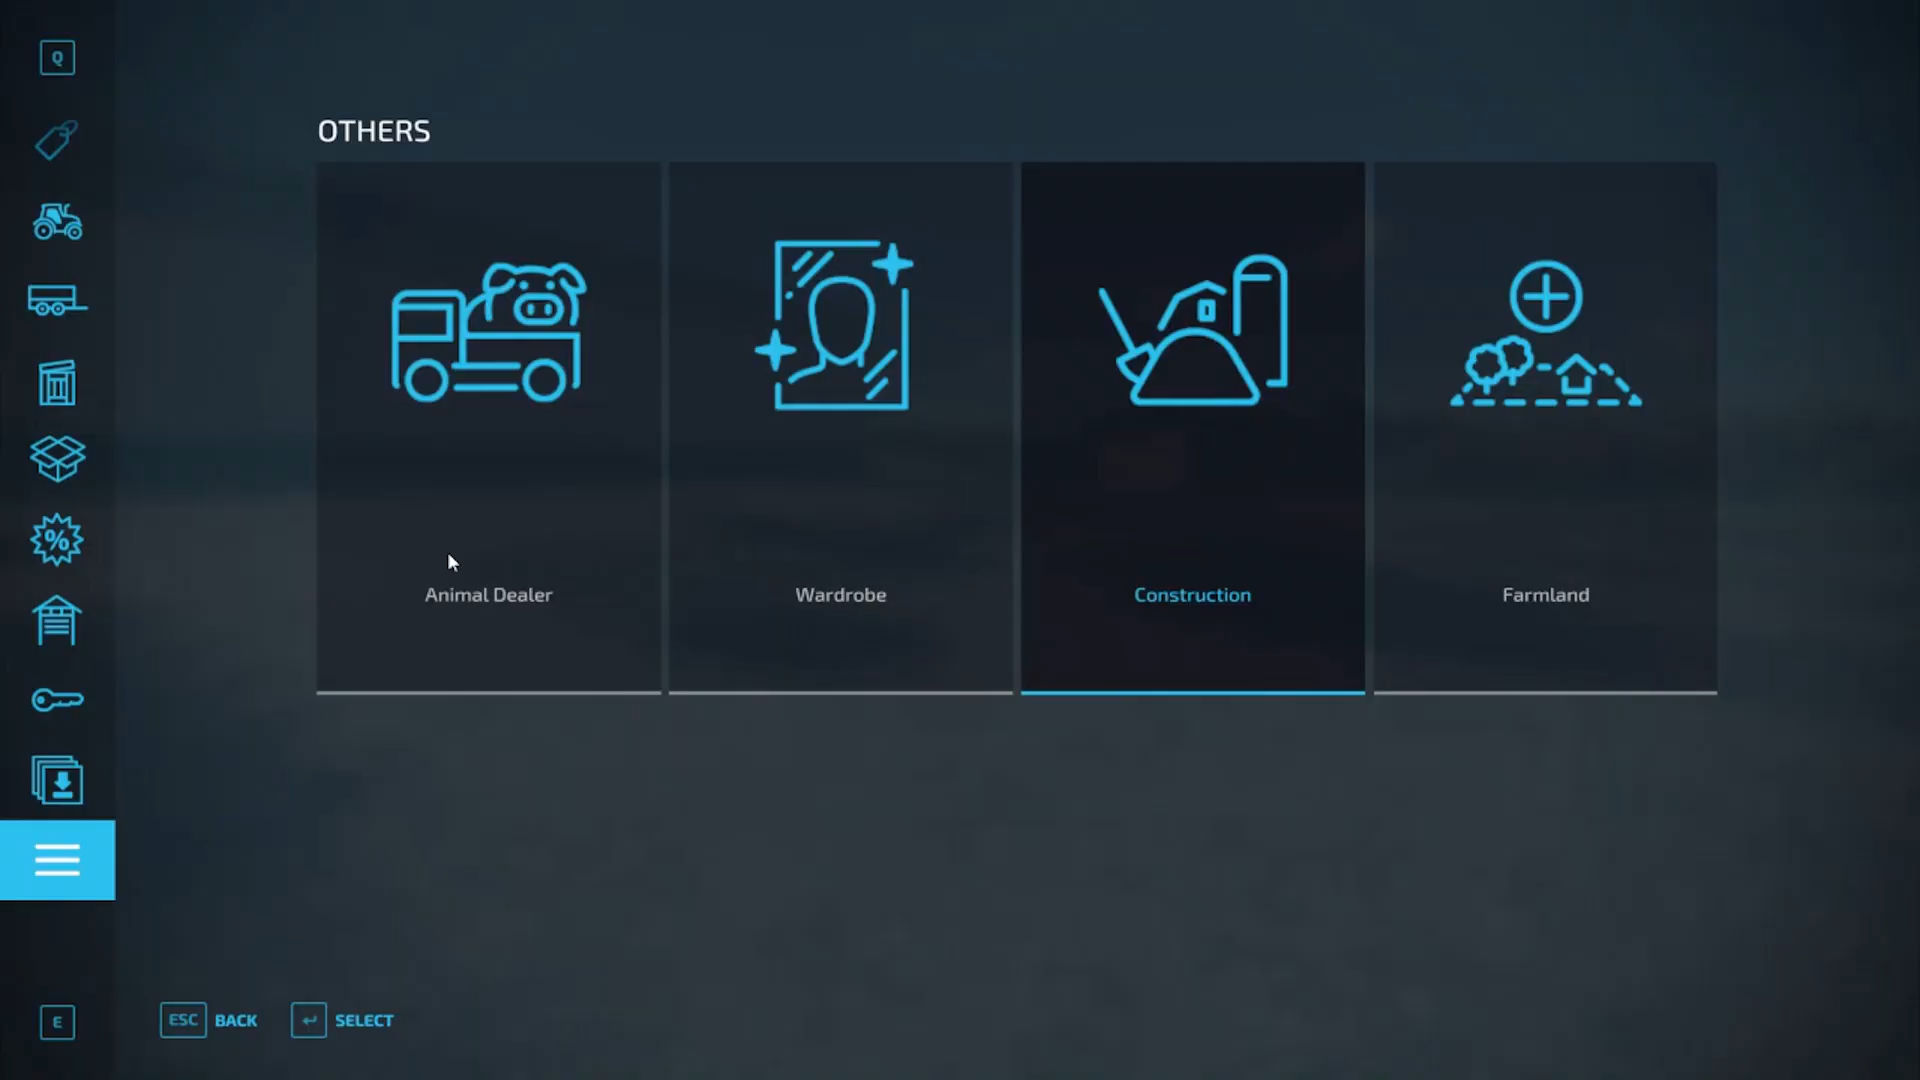 Q
OTHERS
%
Animal Dealer
Wardrobe
Construction
Farmland
E
ESC BACK
↵ SELECT